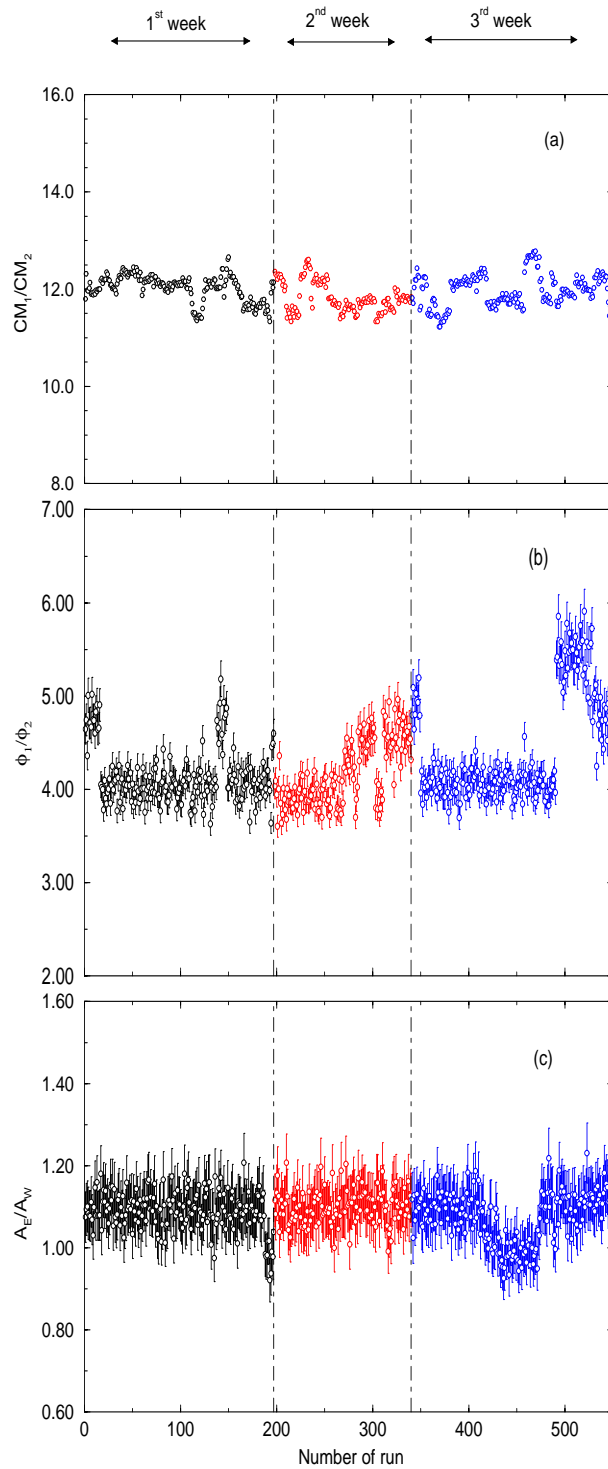 1st week 2nd week 3rd week
16.0
(a)
14.0
CM1/CM2
12.0
10.0
8.0
7.00
(b)
6.00
5.00
ϕ1/ϕ2
4.00
3.00
2.00
1.60
(c)
1.40
1.20
AE/AW
1.00
0.80
0.60
0 100 200 300 400 500
Number of run